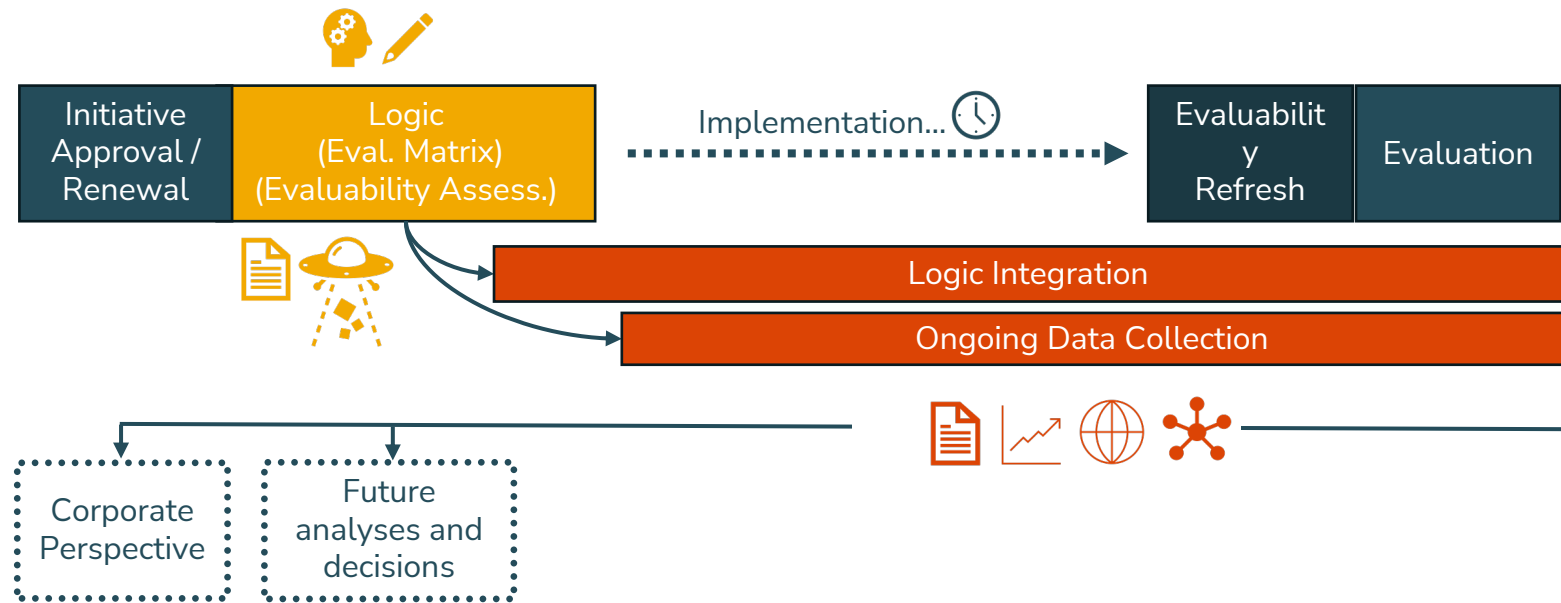 Initiative
Approval /
Renewal
Logic
(Eval. Matrix)
(Evaluability Assess.)
Implementation...
Evaluabilit
y
Refresh
Evaluation
Logic Integration
Ongoing Data Collection
Corporate
Perspective
Future
analyses and
decisions